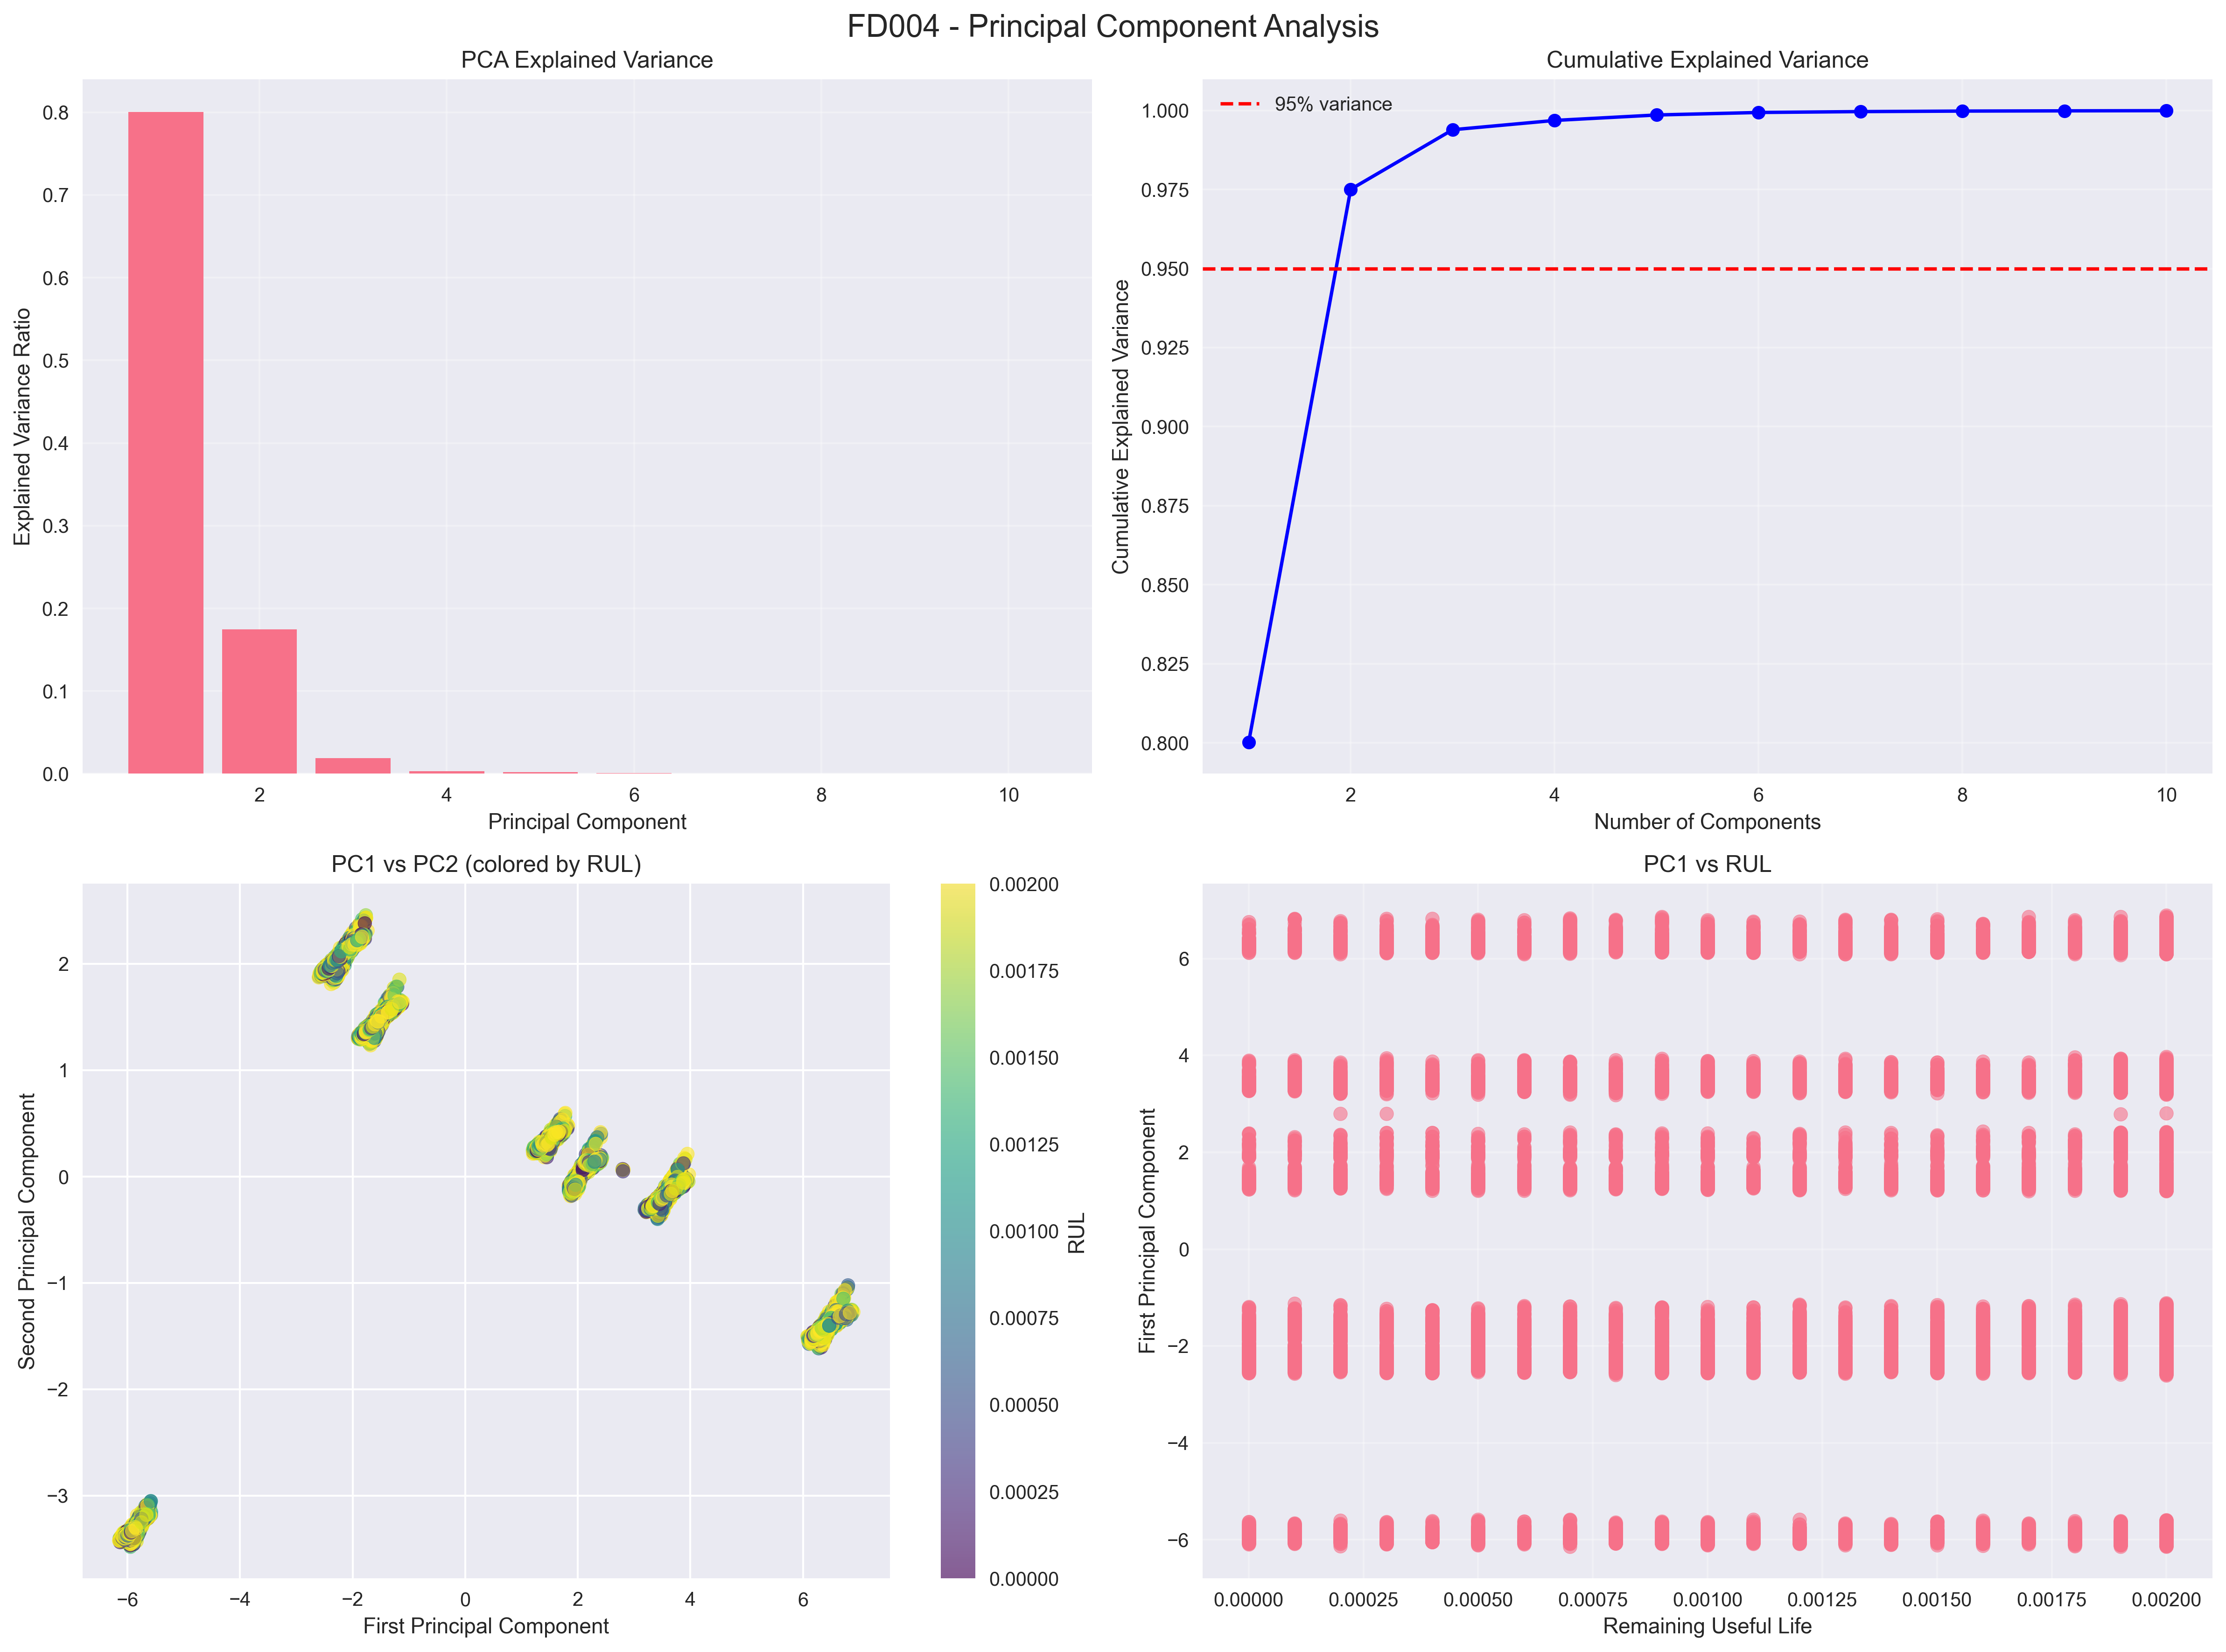 FD004 - Principal Component Analysis
PCA Explained Variance
Explained Variance Ratio
0.8
0.7
0.6
0.5
0.4
0.3
0.2
0.1
0.0
2 4 6 8 10
Principal Component
Cumulative Explained Variance
95% variance
Cumulative Explained Variance
1.000
0.975
0.950
0.925
0.900
0.875
0.850
0.825
0.800
2 4 6 8 10
Number of Components
PC1 vs PC2 (colored by RUL)
Second Principal Component
2
1
0
−1
−2
−3
−6 −4 −2 0 2 4 6
First Principal Component
0.00200
0.00175
0.00150
0.00125
0.00100
0.00075
0.00050
0.00025
0.00000
RUL
PC1 vs RUL
First Principal Component
6
4
2
0
−2
−4
−6
0.00000 0.00025 0.00050 0.00075 0.00100 0.00125 0.00150 0.00175 0.00200
Remaining Useful Life